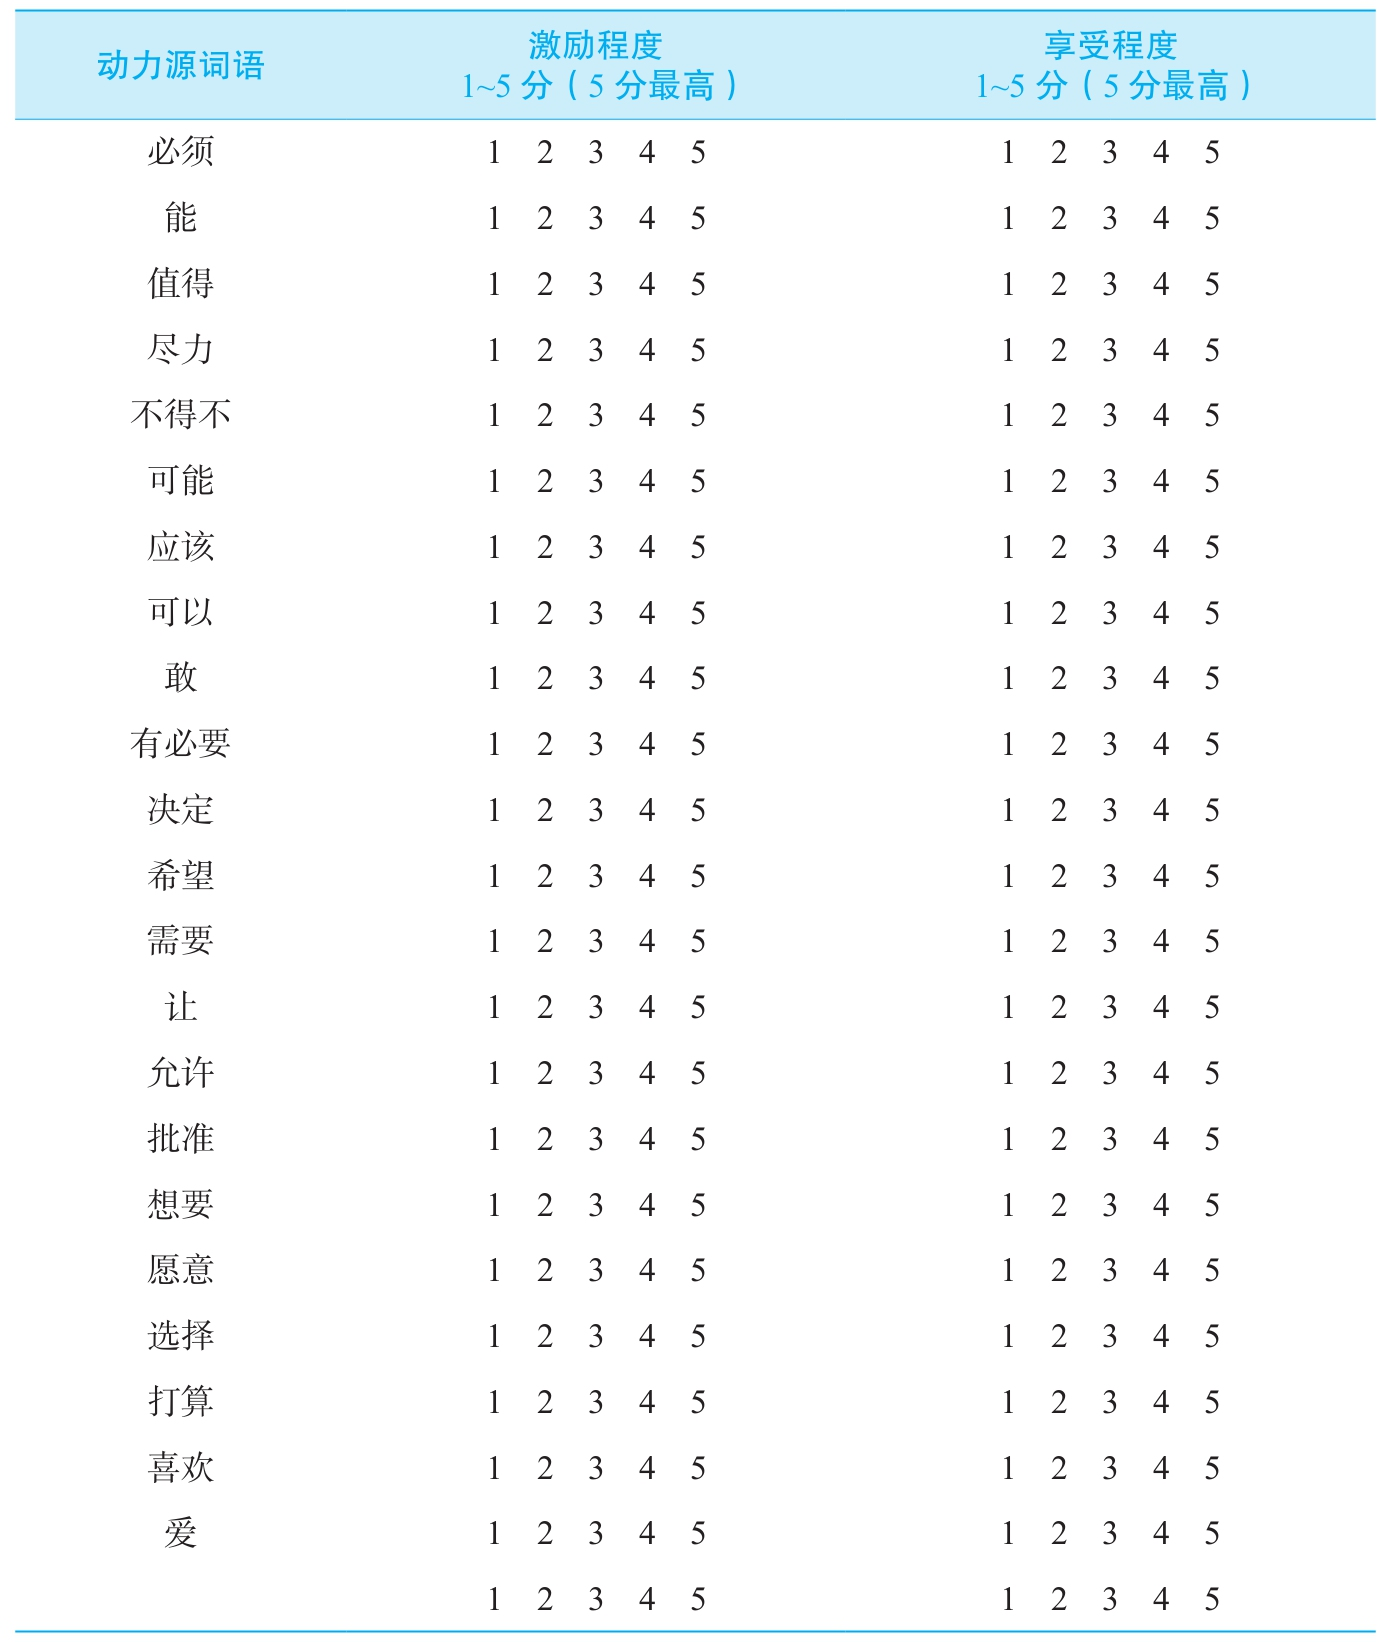 动力源词语 激励程度 享受程度
1~5 分（5 分最高） 1~5 分（5 分最高）
必须 1 2 3 4 5 1 2 3 4 5
能 1 2 3 4 5 1 2 3 4 5
值得 1 2 3 4 5 1 2 3 4 5
尽力 1 2 3 4 5 1 2 3 4 5
不得不 1 2 3 4 5 1 2 3 4 5
可能 1 2 3 4 5 1 2 3 4 5
应该 1 2 3 4 5 1 2 3 4 5
可以 1 2 3 4 5 1 2 3 4 5
敢 1 2 3 4 5 1 2 3 4 5
有必要 1 2 3 4 5 1 2 3 4 5
决定 1 2 3 4 5 1 2 3 4 5
希望 1 2 3 4 5 1 2 3 4 5
需要 1 2 3 4 5 1 2 3 4 5
让 1 2 3 4 5 1 2 3 4 5
允许 1 2 3 4 5 1 2 3 4 5
批准 1 2 3 4 5 1 2 3 4 5
想要 1 2 3 4 5 1 2 3 4 5
愿意 1 2 3 4 5 1 2 3 4 5
选择 1 2 3 4 5 1 2 3 4 5
打算 1 2 3 4 5 1 2 3 4 5
喜欢 1 2 3 4 5 1 2 3 4 5
爱 1 2 3 4 5 1 2 3 4 5
1 2 3 4 5 1 2 3 4 5